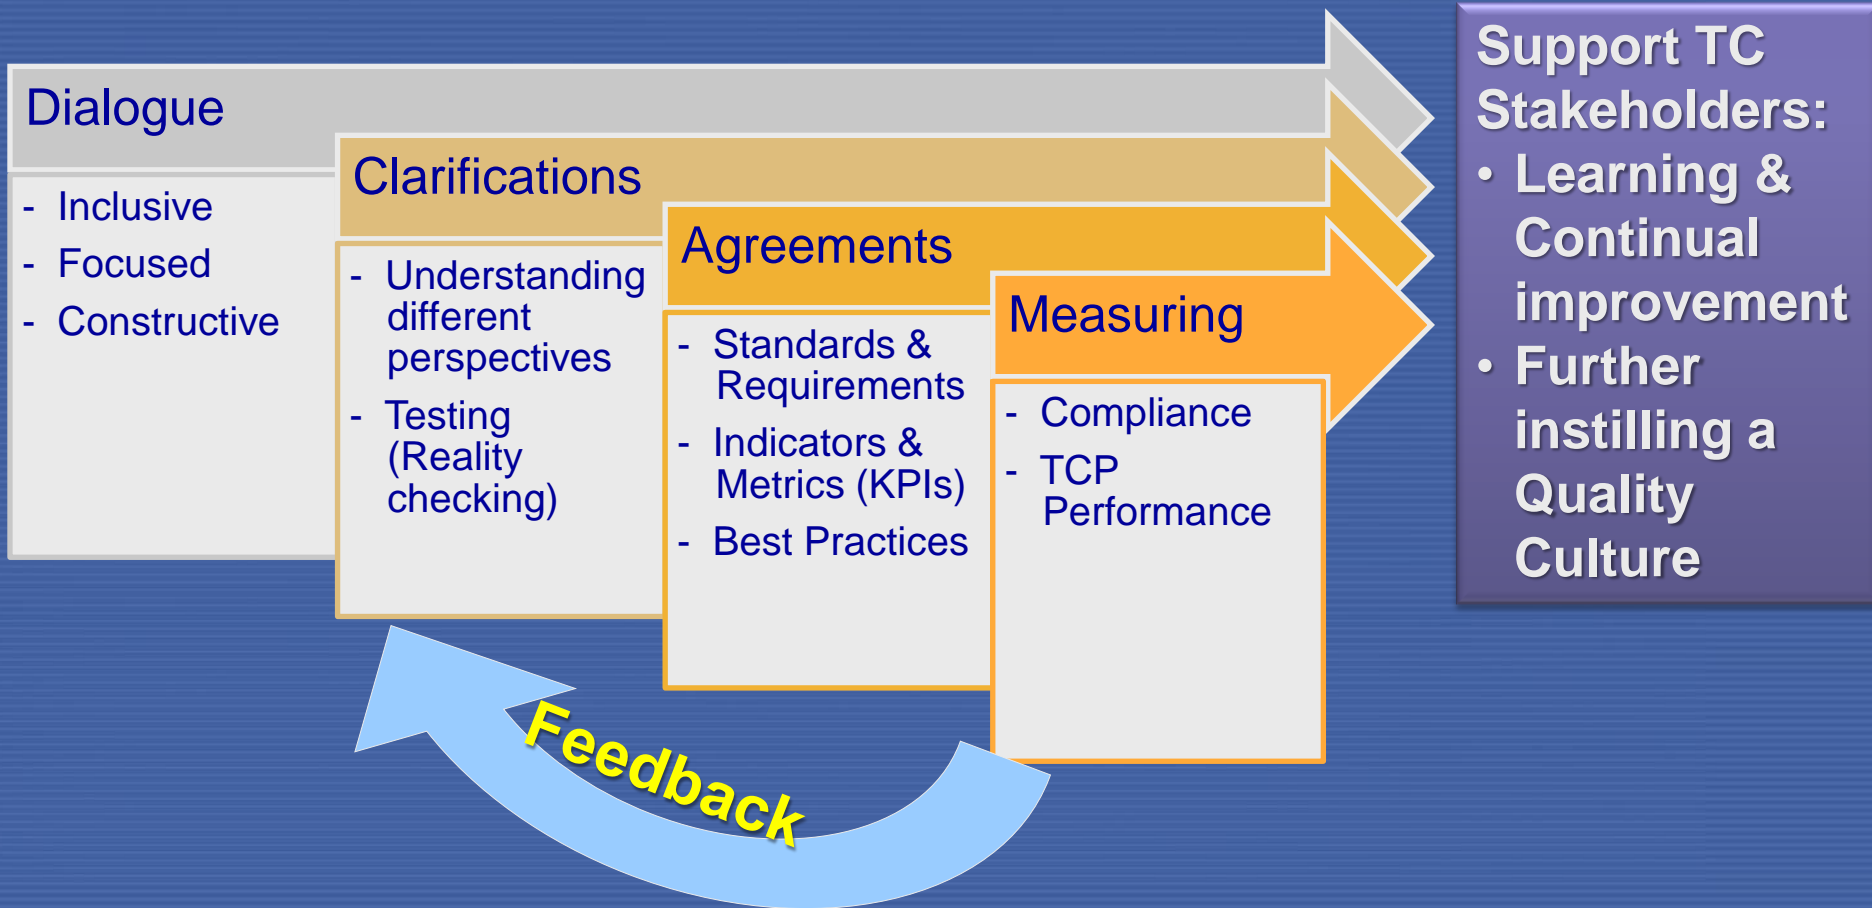 Dialogue
- Inclusive
- Focused
- Constructive
Clarifications
- Understanding
different
perspectives
- Testing
(Reality
checking)
Agreements
- Standards &
Requirements
- Indicators &
Metrics (KPIs)
- Best Practices
Measuring
- Compliance
- TCP
Performance
Feedback
Support TC
Stakeholders:
• Learning &
Continual
improvement
• Further
instilling a
Quality
Culture